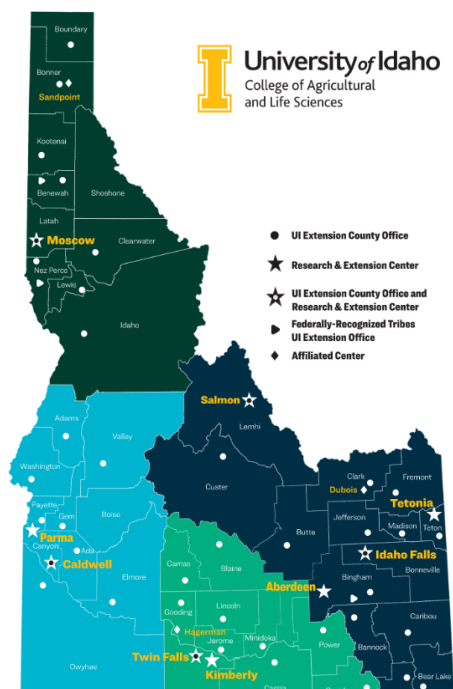 Boundary
Bonner
Sandpoint
University of Idaho
College of Agricultural
and Life Sciences
Kootenai
Benewah
Shoshone
Latah
Moscow
Clearwater
Nez Perce
Lewis
Idaho
UI Extension County Office
Research & Extension Center
UI Extension County Office and
Research & Extension Center
Federally-Recognized Tribes
UI Extension Office
Affiliated Center
Salmon
Lemhi
Adams
Valley
Washington
Custer
Clark
Fremont
Dubois
Tetonia
Payette
Gem
Boise
Jefferson
Madison
Teton
Butte
Parma
Canyon
Ada
Caldwell
Elmore
Camas
Blaine
Idaho Falls
Bonneville
Bingham
Aberdeen
Gooding
Lincoln
Hagerman
Jerome
Minidoka
Power
Bannock
Caribou
Twin Falls
Kimberly
Owyhee
Bear Lake